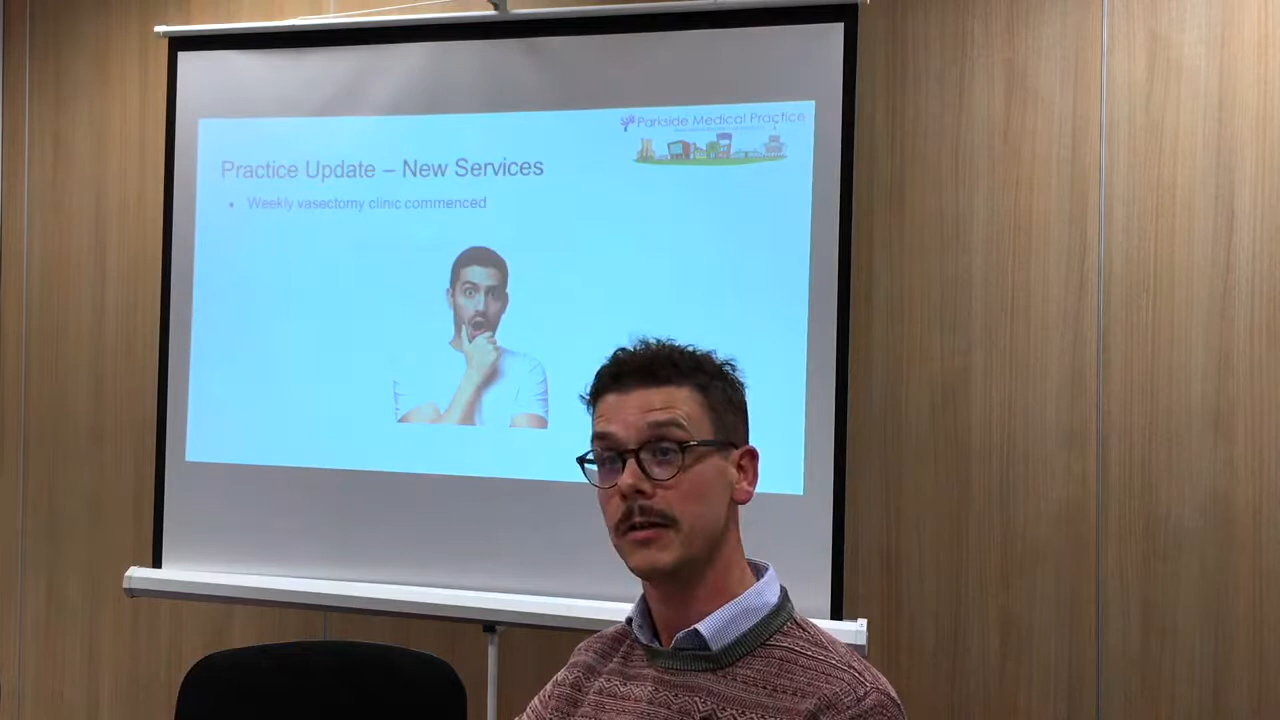 Parkside Medical Practice
Practice Update – New Services
• Weekly vasectomy clinic commenced